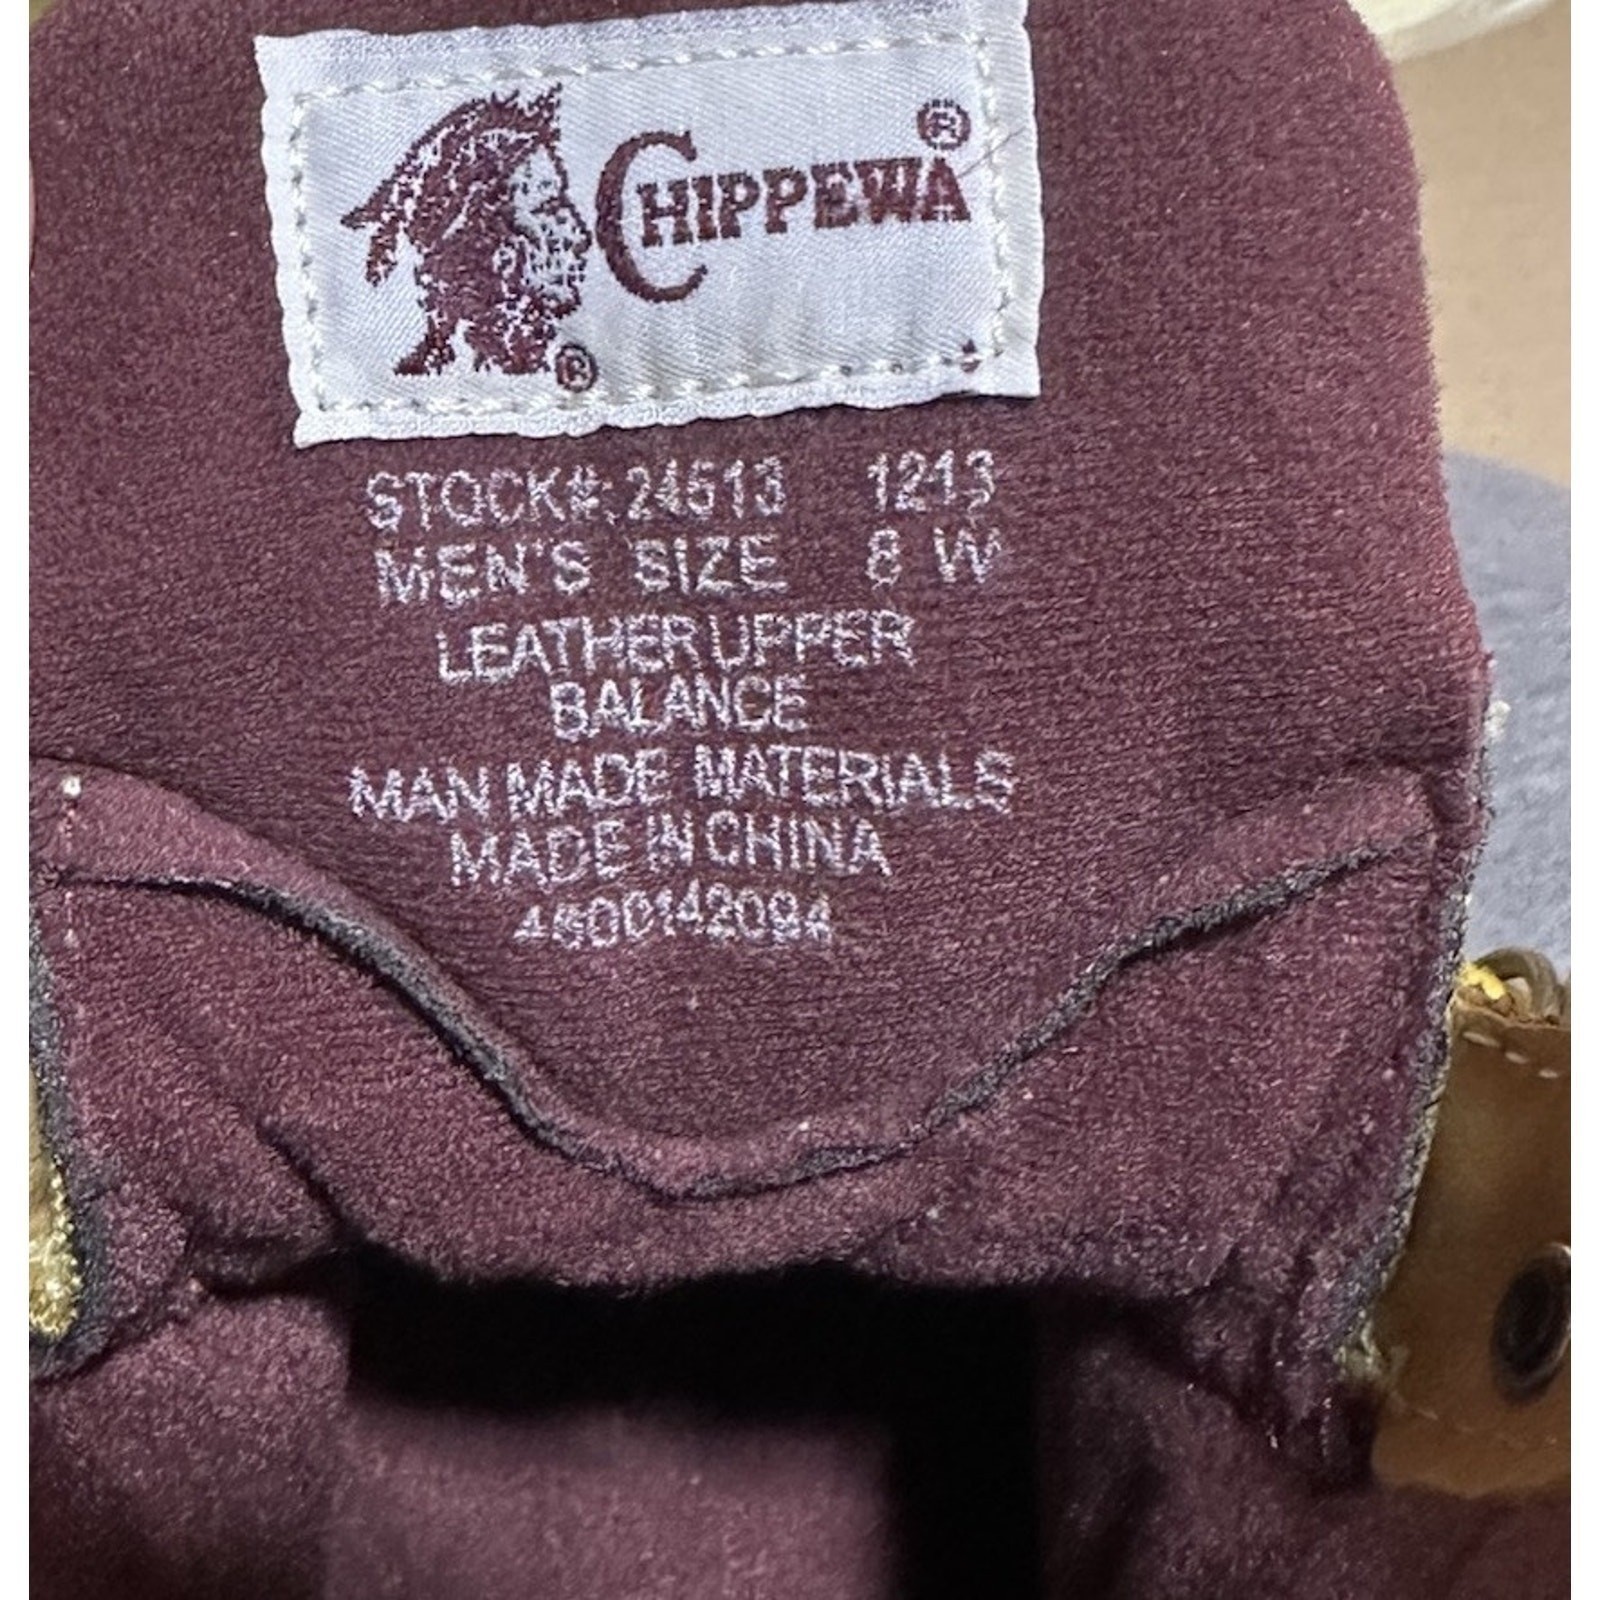 CHIPPEWA®
®
STOCK#: 24513 1213
MEN'S SIZE 8 W
LEATHER UPPER
BALANCE
MAN MADE MATERIALS
MADE IN CHINA
4500142094